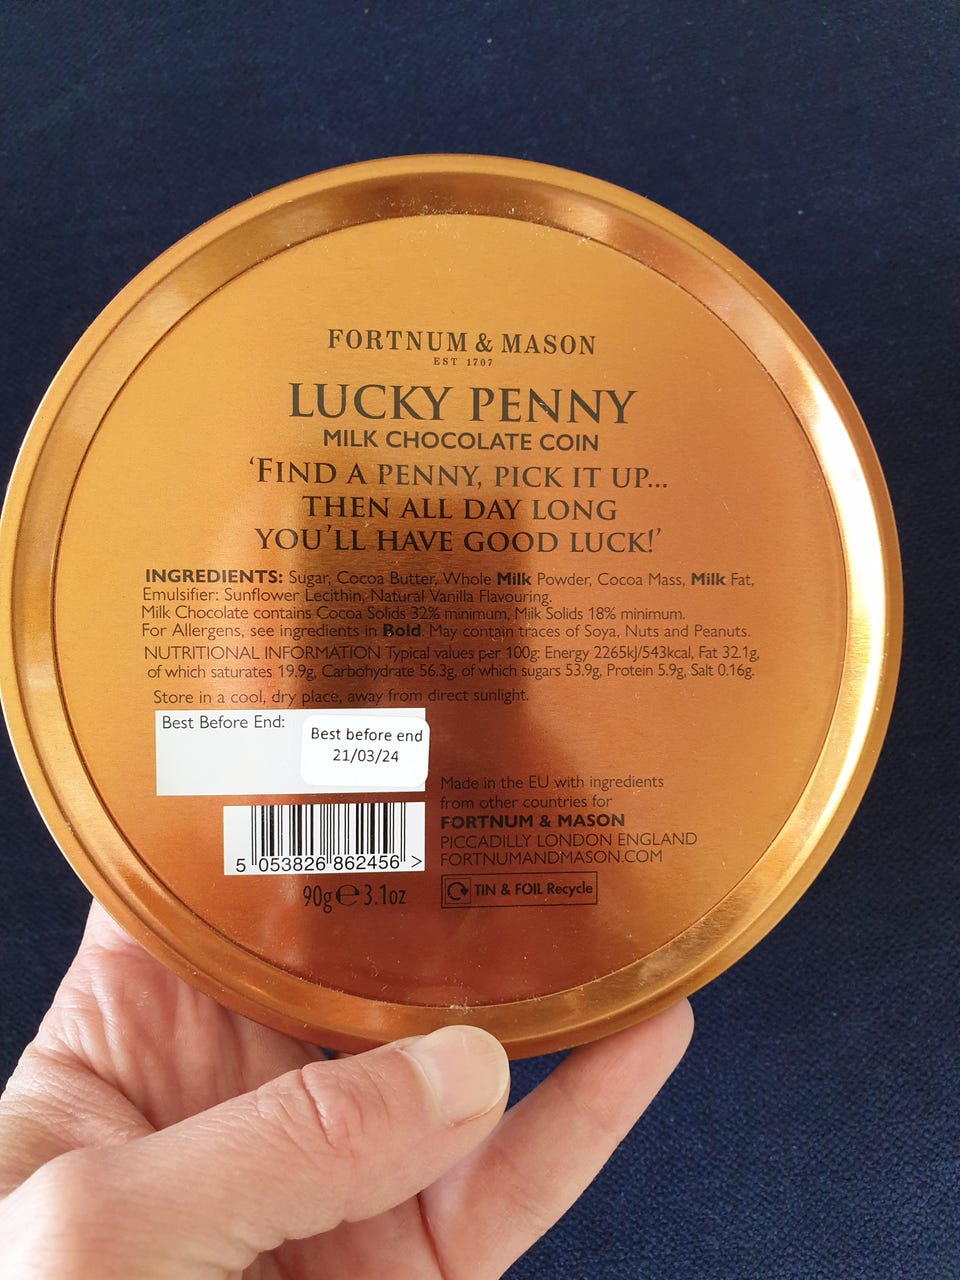 FORTNUM & MASON
EST 1707
LUCKY PENNY
MILK CHOCOLATE COIN
‘FIND A PENNY, PICK IT UP...
THEN ALL DAY LONG
YOU’LL HAVE GOOD LUCK!’
INGREDIENTS: Sugar, Cocoa Butter, Whole Milk Powder, Cocoa Mass, Milk Fat,
Emulsifier: Sunflower Lecithin, Natural Vanilla Flavouring.
Milk Chocolate contains Cocoa Solids 32% minimum, Milk Solids 18% minimum.
For Allergens, see ingredients in Bold. May contain traces of Soya, Nuts and Peanuts.
NUTRITIONAL INFORMATION Typical values per 100g: Energy 2265kJ/543kcal, Fat 32.1g,
of which saturates 19.9g, Carbohydrate 56.3g, of which sugars 53.9g, Protein 5.9g, Salt 0.16g.
Store in a cool, dry place, away from direct sunlight.
Best Before End:
Best before end
21/03/24
Made in the EU with ingredients
from other countries for
FORTNUM & MASON
PICCADILLY LONDON ENGLAND
FORTNUMANDMASON.COM
5 053826 862456 >
90g ℮ 3.1oz
TIN & FOIL Recycle